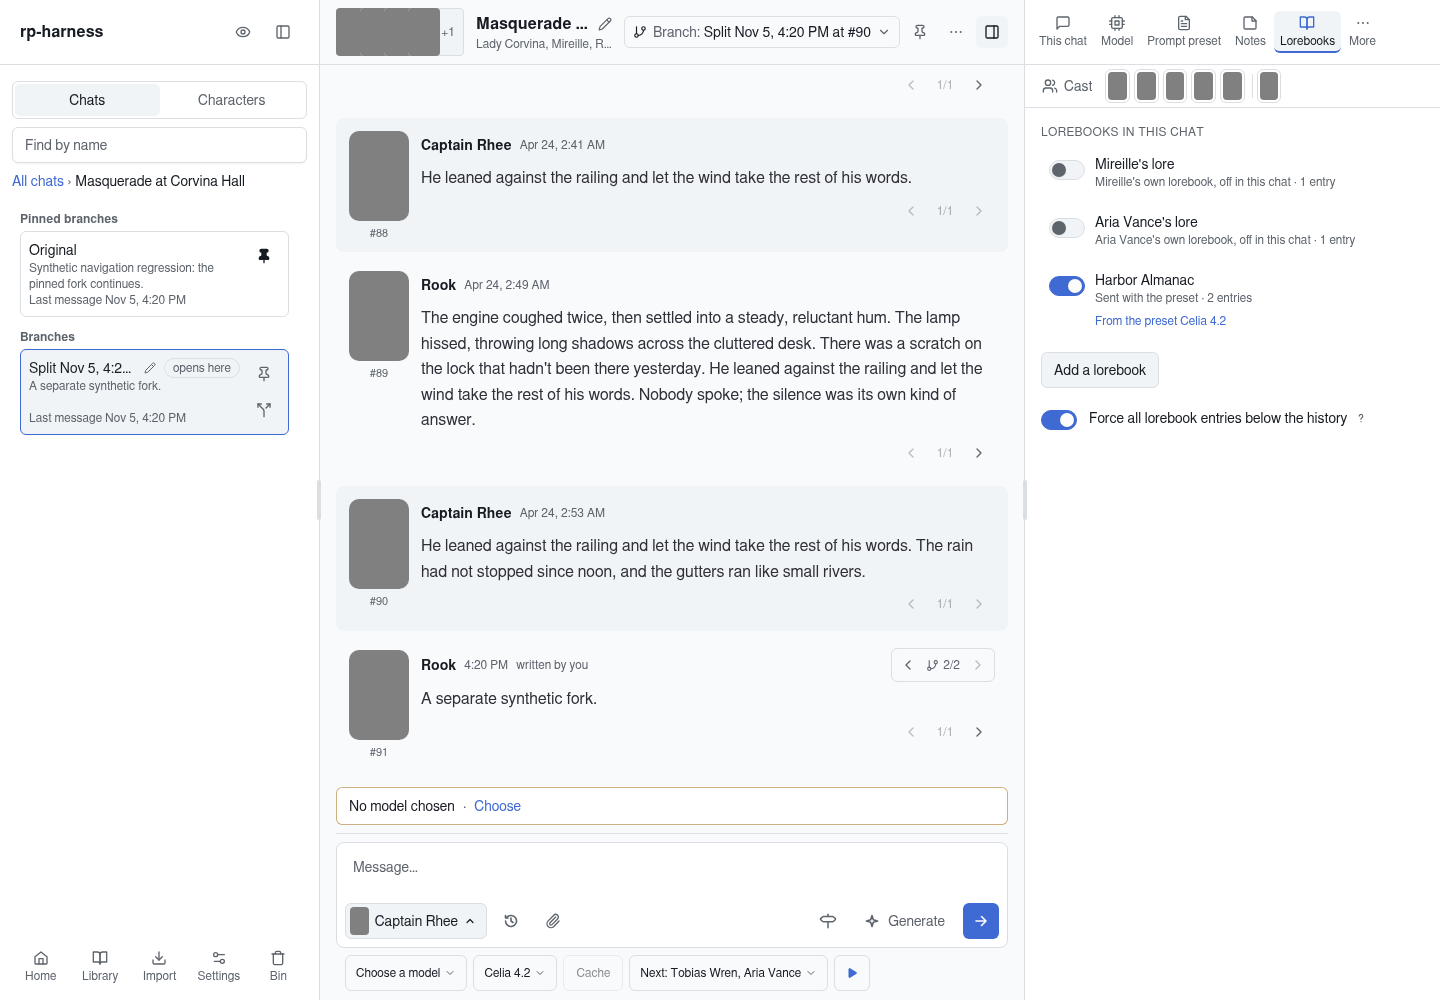 rp-harness
Chats
Characters
Find by name
All chats › Masquerade at Corvina Hall
Pinned branches
Original
Synthetic navigation regression: the
pinned fork continues.
Last message Nov 5, 4:20 PM
Branches
Split Nov 5, 4:2...
opens here
A separate synthetic fork.
Last message Nov 5, 4:20 PM
Home
Library
Import
Settings
Bin
+1
Masquerade ...
Lady Corvina, Mireille, R...
Branch: Split Nov 5, 4:20 PM at #90
1/1
Captain Rhee Apr 24, 2:41 AM
He leaned against the railing and let the wind take the rest of his words.
1/1
#88
Rook Apr 24, 2:49 AM
The engine coughed twice, then settled into a steady, reluctant hum. The lamp
hissed, throwing long shadows across the cluttered desk. There was a scratch on
the lock that hadn't been there yesterday. He leaned against the railing and let the
wind take the rest of his words. Nobody spoke; the silence was its own kind of
answer.
#89
1/1
Captain Rhee Apr 24, 2:53 AM
He leaned against the railing and let the wind take the rest of his words. The rain
had not stopped since noon, and the gutters ran like small rivers.
#90
1/1
Rook 4:20 PM written by you
2/2
A separate synthetic fork.
1/1
#91
No model chosen · Choose
Message...
Captain Rhee
Generate
Choose a model
Celia 4.2
Cache
Next: Tobias Wren, Aria Vance
This chat
Model
Prompt preset
Notes
Lorebooks
More
Cast
LOREBOOKS IN THIS CHAT
Mireille's lore
Mireille's own lorebook, off in this chat · 1 entry
Aria Vance's lore
Aria Vance's own lorebook, off in this chat · 1 entry
Harbor Almanac
Sent with the preset · 2 entries
From the preset Celia 4.2
Add a lorebook
Force all lorebook entries below the history ?